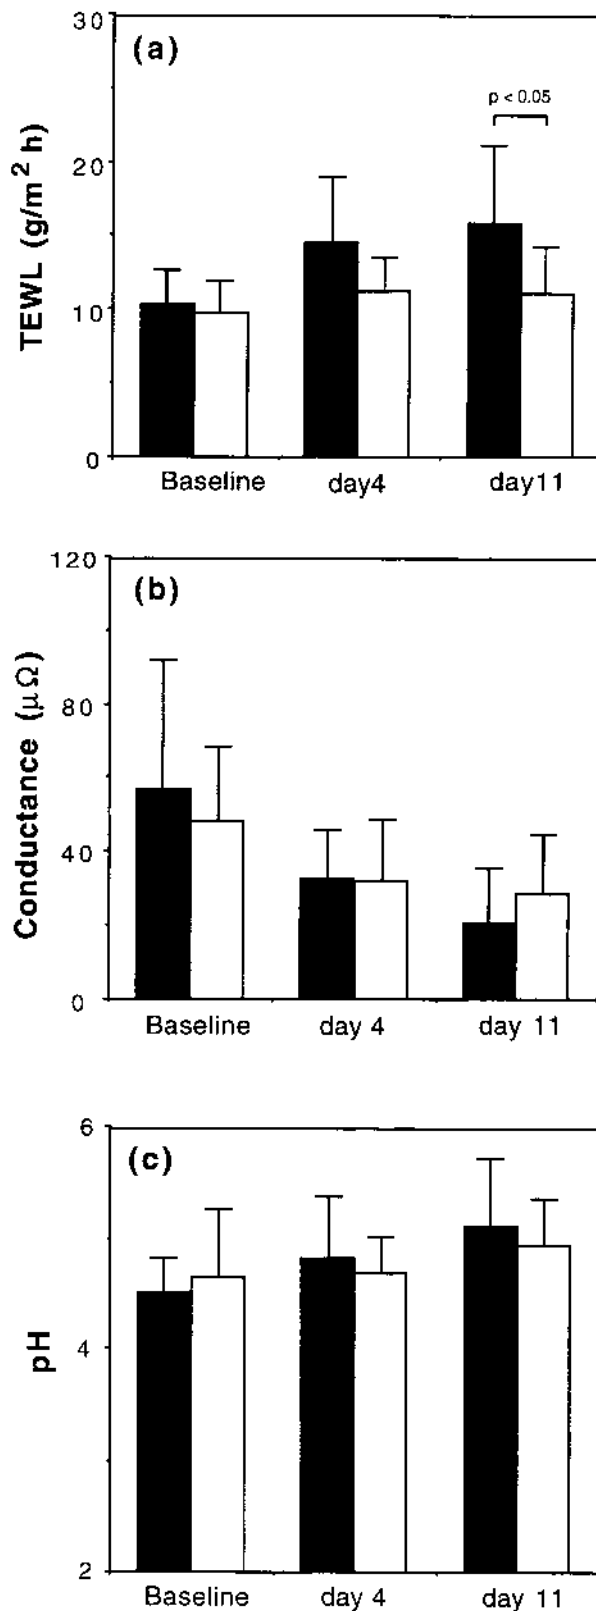 30
(a)
p < 0.05
20
TEWL (g/m² h)
10
0
Baseline day4 day11
120
(b)
80
Conductance (μΩ)
40
0
Baseline day 4 day 11
6
(c)
4
pH
2
Baseline day 4 day 11